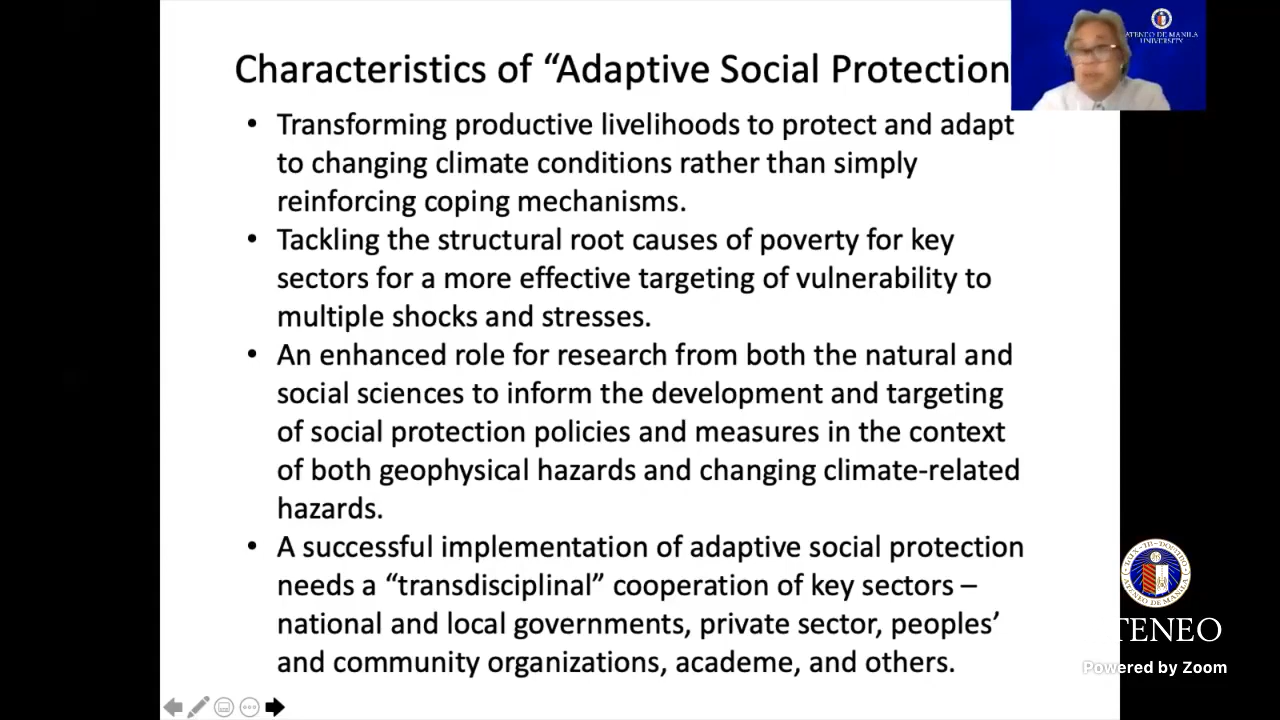 Characteristics of “Adaptive Social Protection
• Transforming productive livelihoods to protect and adapt
to changing climate conditions rather than simply
reinforcing coping mechanisms.
• Tackling the structural root causes of poverty for key
sectors for a more effective targeting of vulnerability to
multiple shocks and stresses.
• An enhanced role for research from both the natural and
social sciences to inform the development and targeting
of social protection policies and measures in the context
of both geophysical hazards and changing climate-related
hazards.
• A successful implementation of adaptive social protection
needs a “transdisciplinal” cooperation of key sectors –
national and local governments, private sector, peoples’
and community organizations, academe, and others.
ATENEO DE MANILA
UNIVERSITY
TENEO
Powered by Zoom